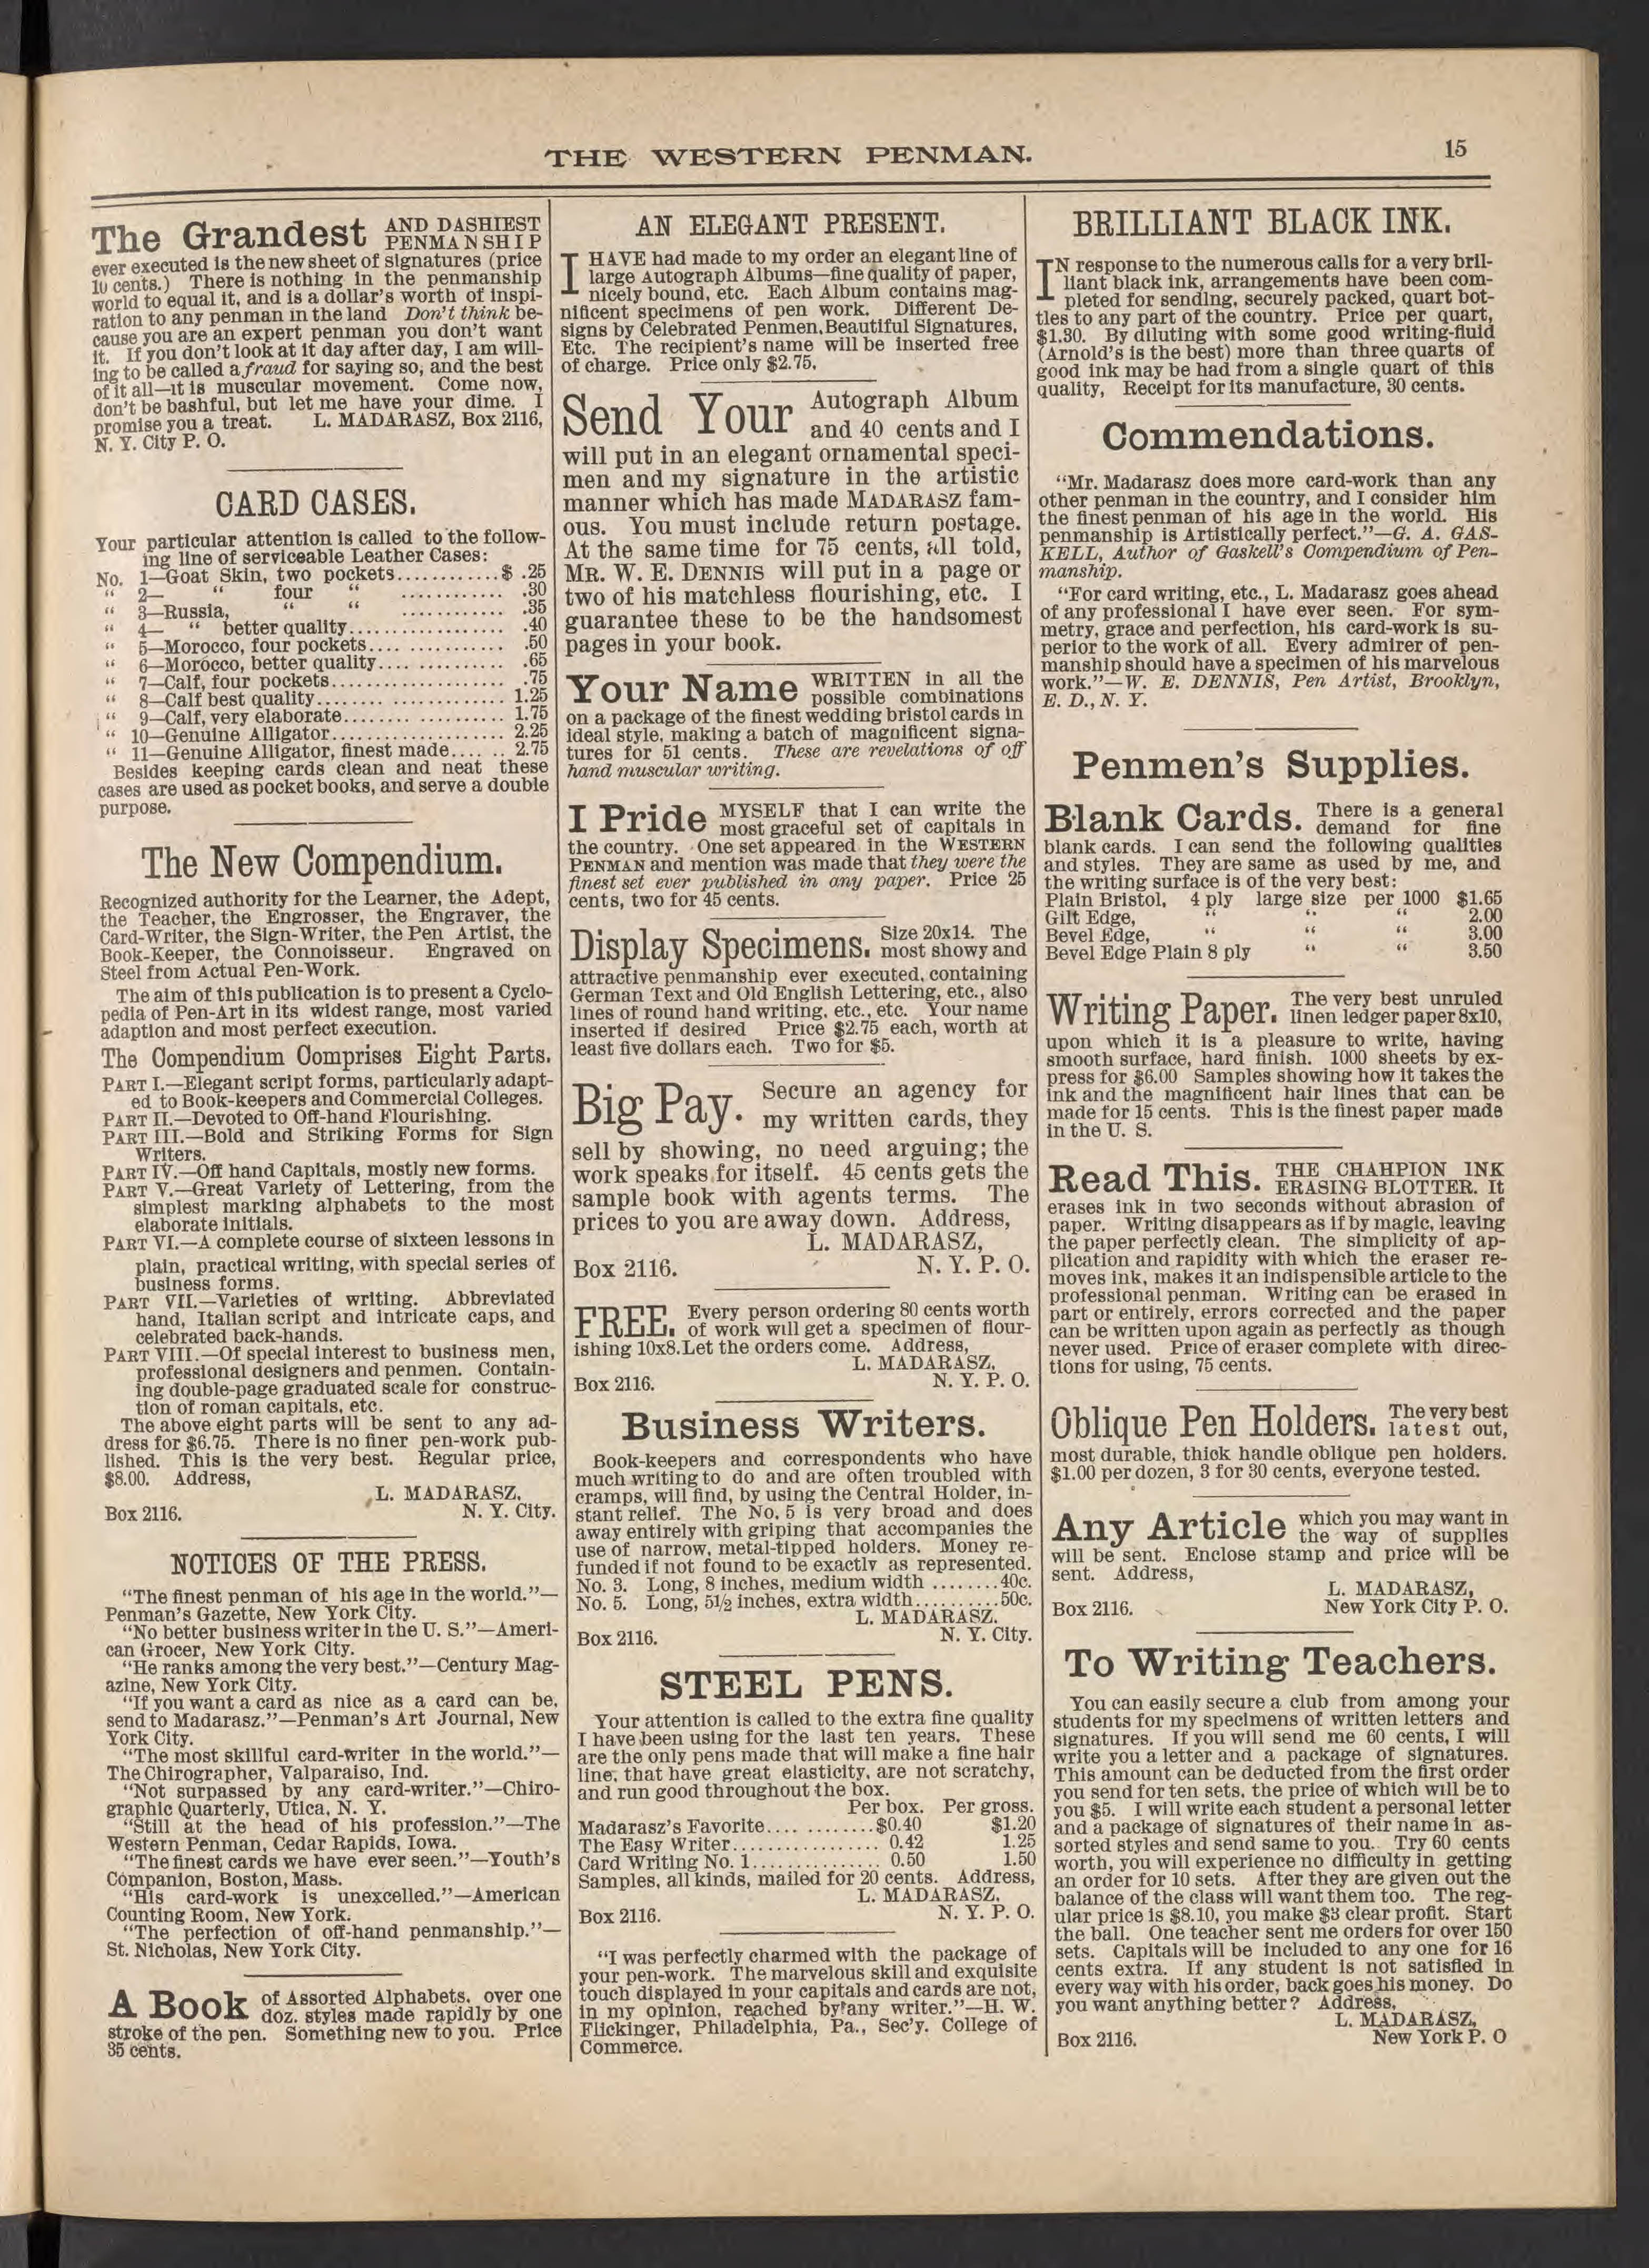 THE WESTERN PENMAN.
15
The Grandest AND DASHIEST
PENMANSHIP
ever executed is the new sheet of signatures (price
10 cents.) There is nothing in the penmanship
world to equal it, and is a dollar's worth of inspi-
ration to any penman in the land Don't think be-
cause you are an expert penman you don't want
it. If you don't look at it day after day, I am will-
ing to be called a fraud for saying so, and the best
of it all—it is muscular movement. Come now,
don't be bashful, but let me have your dime. I
promise you a treat. L. MADARASZ, Box 2116,
N. Y. City P. O.
CARD CASES.
Your particular attention is called to the follow-
ing line of serviceable Leather Cases:
No. 1—Goat Skin, two pockets............$ .25
“ 2— “ four “ ............ .30
“ 3—Russia, “ “ ............ .35
“ 4— “ better quality................... .40
“ 5—Morocco, four pockets.... ............ .50
“ 6—Morocco, better quality.... .......... .65
“ 7—Calf, four pockets.................... .75
“ 8—Calf best quality........ ............. 1.25
“ 9—Calf, very elaborate........ .......... 1.75
“ 10—Genuine Alligator.................... 2.25
“ 11—Genuine Alligator, finest made.... .. 2.75
Besides keeping cards clean and neat these
cases are used as pocket books, and serve a double
purpose.
The New Compendium.
Recognized authority for the Learner, the Adept,
the Teacher, the Engrosser, the Engraver, the
Card-Writer, the Sign-Writer, the Pen Artist, the
Book-Keeper, the Connoisseur. Engraved on
Steel from Actual Pen-Work.
The aim of this publication is to present a Cyclo-
pedia of Pen-Art in its widest range, most varied
adaption and most perfect execution.
The Compendium Comprises Eight Parts.
PART I.—Elegant script forms, particularly adapt-
ed to Book-keepers and Commercial Colleges.
PART II.—Devoted to Off-hand Flourishing.
PART III.—Bold and Striking Forms for Sign
Writers.
PART IV.—Off hand Capitals, mostly new forms.
PART V.—Great Variety of Lettering, from the
simplest marking alphabets to the most
elaborate initials.
PART VI.—A complete course of sixteen lessons in
plain, practical writing, with special series of
business forms.
PART VII.—Varieties of writing. Abbreviated
hand, Italian script and intricate caps, and
celebrated back-hands.
PART VIII.—Of special interest to business men,
professional designers and penmen. Contain-
ing double-page graduated scale for construc-
tion of roman capitals, etc.
The above eight parts will be sent to any ad-
dress for $6.75. There is no finer pen-work pub-
lished. This is the very best. Regular price,
$8.00. Address,
L. MADARASZ,
Box 2116. N. Y. City.
NOTICES OF THE PRESS.
“The finest penman of his age in the world.”—
Penman's Gazette, New York City.
“No better business writer in the U. S.”—Ameri-
can Grocer, New York City.
“He ranks among the very best.”—Century Mag-
azine, New York City.
“If you want a card as nice as a card can be,
send to Madarasz.”—Penman's Art Journal, New
York City.
“The most skillful card-writer in the world.”—
The Chirographer, Valparaiso, Ind.
“Not surpassed by any card-writer.”—Chiro-
graphic Quarterly, Utica, N. Y.
“Still at the head of his profession.”—The
Western Penman, Cedar Rapids, Iowa.
“The finest cards we have ever seen.”—Youth's
Companion, Boston, Mass.
“His card-work is unexcelled.”—American
Counting Room, New York.
“The perfection of off-hand penmanship.”—
St. Nicholas, New York City.
A Book of Assorted Alphabets, over one
doz. styles made rapidly by one
stroke of the pen. Something new to you. Price
35 cents.
AN ELEGANT PRESENT.
I HAVE had made to my order an elegant line of
large Autograph Albums—fine quality of paper,
nicely bound, etc. Each Album contains mag-
nificent specimens of pen work. Different De-
signs by Celebrated Penmen, Beautiful Signatures,
Etc. The recipient's name will be inserted free
of charge. Price only $2.75.
Send Your Autograph Album
and 40 cents and I
will put in an elegant ornamental speci-
men and my signature in the artistic
manner which has made MADARASZ fam-
ous. You must include return postage.
At the same time for 75 cents, all told,
MR. W. E. DENNIS will put in a page or
two of his matchless flourishing, etc. I
guarantee these to be the handsomest
pages in your book.
Your Name WRITTEN in all the
possible combinations
on a package of the finest wedding bristol cards in
ideal style, making a batch of magnificent signa-
tures for 51 cents. These are revelations of off
hand muscular writing.
I Pride MYSELF that I can write the
most graceful set of capitals in
the country. One set appeared in the WESTERN
PENMAN and mention was made that they were the
finest set ever published in any paper. Price 25
cents, two for 45 cents.
Display Specimens. Size 20x14. The
most showy and
attractive penmanship ever executed, containing
German Text and Old English Lettering, etc., also
lines of round hand writing, etc., etc. Your name
inserted if desired Price $2.75 each, worth at
least five dollars each. Two for $5.
Big Pay. Secure an agency for
my written cards, they
sell by showing, no need arguing; the
work speaks for itself. 45 cents gets the
sample book with agents terms. The
prices to you are away down. Address,
L. MADARASZ,
Box 2116. N. Y. P. O.
FREE. Every person ordering 80 cents worth
of work will get a specimen of flour-
ishing 10x8. Let the orders come. Address,
L. MADARASZ,
Box 2116. N. Y. P. O.
Business Writers.
Book-keepers and correspondents who have
much writing to do and are often troubled with
cramps, will find, by using the Central Holder, in-
stant relief. The No. 5 is very broad and does
away entirely with griping that accompanies the
use of narrow, metal-tipped holders. Money re-
funded if not found to be exactly as represented.
No. 3. Long, 8 inches, medium width ........40c.
No. 5. Long, 5½ inches, extra width..........50c.
L. MADARASZ.
Box 2116. N. Y. City.
STEEL PENS.
Your attention is called to the extra fine quality
I have been using for the last ten years. These
are the only pens made that will make a fine hair
line; that have great elasticity, are not scratchy,
and run good throughout the box.
Per box. Per gross.
Madarasz's Favorite.... .........$0.40 $1.20
The Easy Writer................. 0.42 1.25
Card Writing No. 1............... 0.50 1.50
Samples, all kinds, mailed for 20 cents. Address,
L. MADARASZ,
Box 2116. N. Y. P. O.
“I was perfectly charmed with the package of
your pen-work. The marvelous skill and exquisite
touch displayed in your capitals and cards are not,
in my opinion, reached by any writer.”—H. W.
Flickinger, Philadelphia, Pa., Sec'y. College of
Commerce.
BRILLIANT BLACK INK.
IN response to the numerous calls for a very bril-
liant black ink, arrangements have been com-
pleted for sending, securely packed, quart bot-
tles to any part of the country. Price per quart,
$1.30. By diluting with some good writing-fluid
(Arnold's is the best) more than three quarts of
good ink may be had from a single quart of this
quality, Receipt for its manufacture, 30 cents.
Commendations.
“Mr. Madarasz does more card-work than any
other penman in the country, and I consider him
the finest penman of his age in the world. His
penmanship is Artistically perfect.”—G. A. GAS-
KELL, Author of Gaskell's Compendium of Pen-
manship.
“For card writing, etc., L. Madarasz goes ahead
of any professional I have ever seen. For sym-
metry, grace and perfection, his card-work is su-
perior to the work of all. Every admirer of pen-
manship should have a specimen of his marvelous
work.”—W. E. DENNIS, Pen Artist, Brooklyn,
E. D., N. Y.
Penmen's Supplies.
Blank Cards. There is a general
demand for fine
blank cards. I can send the following qualities
and styles. They are same as used by me, and
the writing surface is of the very best:
Plain Bristol, 4 ply large size per 1000 $1.65
Gilt Edge, “ “ “ 2.00
Bevel Edge, “ “ “ 3.00
Bevel Edge Plain 8 ply “ “ 3.50
Writing Paper. The very best unruled
linen ledger paper 8x10,
upon which it is a pleasure to write, having
smooth surface, hard finish. 1000 sheets by ex-
press for $6.00 Samples showing how it takes the
ink and the magnificent hair lines that can be
made for 15 cents. This is the finest paper made
in the U. S.
Read This. THE CHAHPION INK
ERASING BLOTTER. It
erases ink in two seconds without abrasion of
paper. Writing disappears as if by magic, leaving
the paper perfectly clean. The simplicity of ap-
plication and rapidity with which the eraser re-
moves ink, makes it an indispensible article to the
professional penman. Writing can be erased in
part or entirely, errors corrected and the paper
can be written upon again as perfectly as though
never used. Price of eraser complete with direc-
tions for using, 75 cents.
Oblique Pen Holders. The very best
latest out,
most durable, thick handle oblique pen holders.
$1.00 per dozen, 3 for 30 cents, everyone tested.
Any Article which you may want in
the way of supplies
will be sent. Enclose stamp and price will be
sent. Address,
L. MADARASZ,
Box 2116. New York City P. O.
To Writing Teachers.
You can easily secure a club from among your
students for my specimens of written letters and
signatures. If you will send me 60 cents, I will
write you a letter and a package of signatures.
This amount can be deducted from the first order
you send for ten sets, the price of which will be to
you $5. I will write each student a personal letter
and a package of signatures of their name in as-
sorted styles and send same to you. Try 60 cents
worth, you will experience no difficulty in getting
an order for 10 sets. After they are given out the
balance of the class will want them too. The reg-
ular price is $8.10, you make $3 clear profit. Start
the ball. One teacher sent me orders for over 150
sets. Capitals will be included to any one for 16
cents extra. If any student is not satisfied in
every way with his order, back goes his money. Do
you want anything better? Address,
L. MADARASZ,
Box 2116. New York P. O